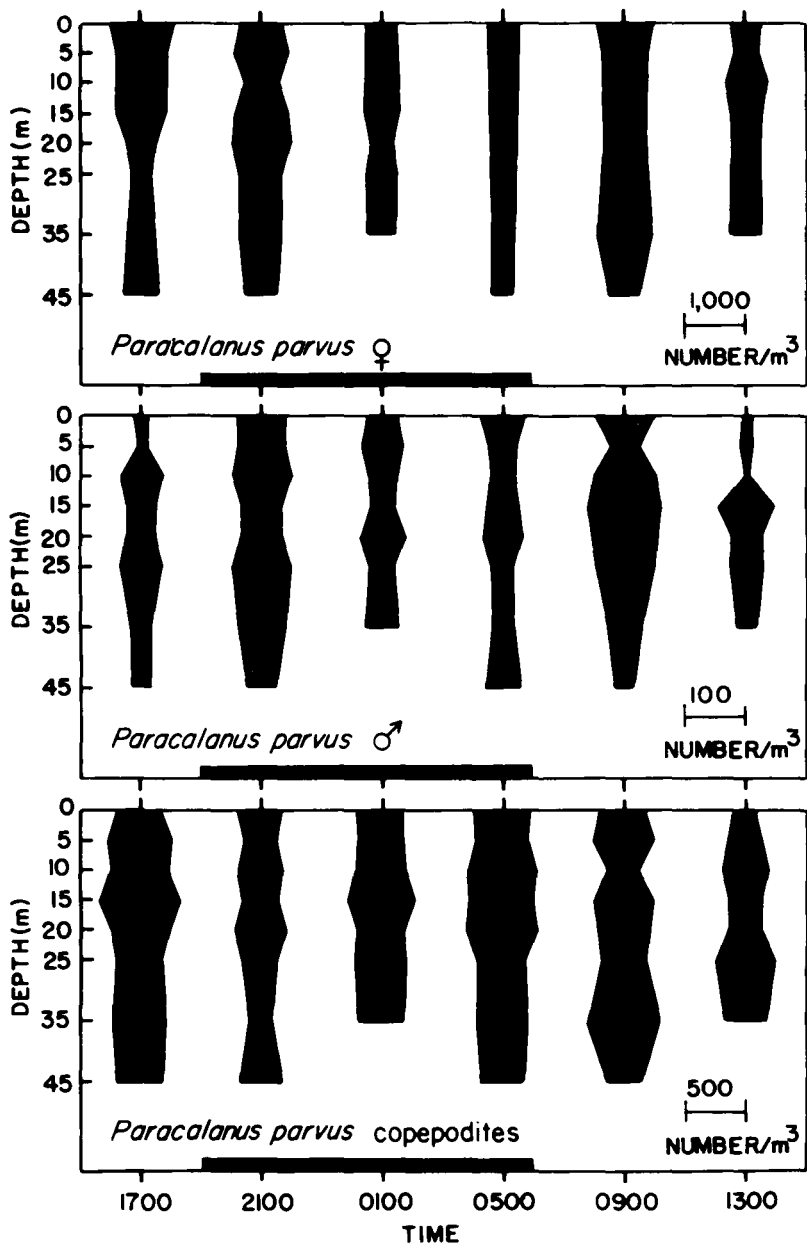 0
5
10
15
20
25
35
45
DEPTH (m)
1,000
NUMBER/m³
Paracalanus parvus ♀
0
5
10
15
20
25
35
45
DEPTH (m)
100
NUMBER/m³
Paracalanus parvus ♂
0
5
10
15
20
25
35
45
DEPTH (m)
500
NUMBER/m³
Paracalanus parvus copepodites
1700 2100 0100 0500 0900 1300
TIME